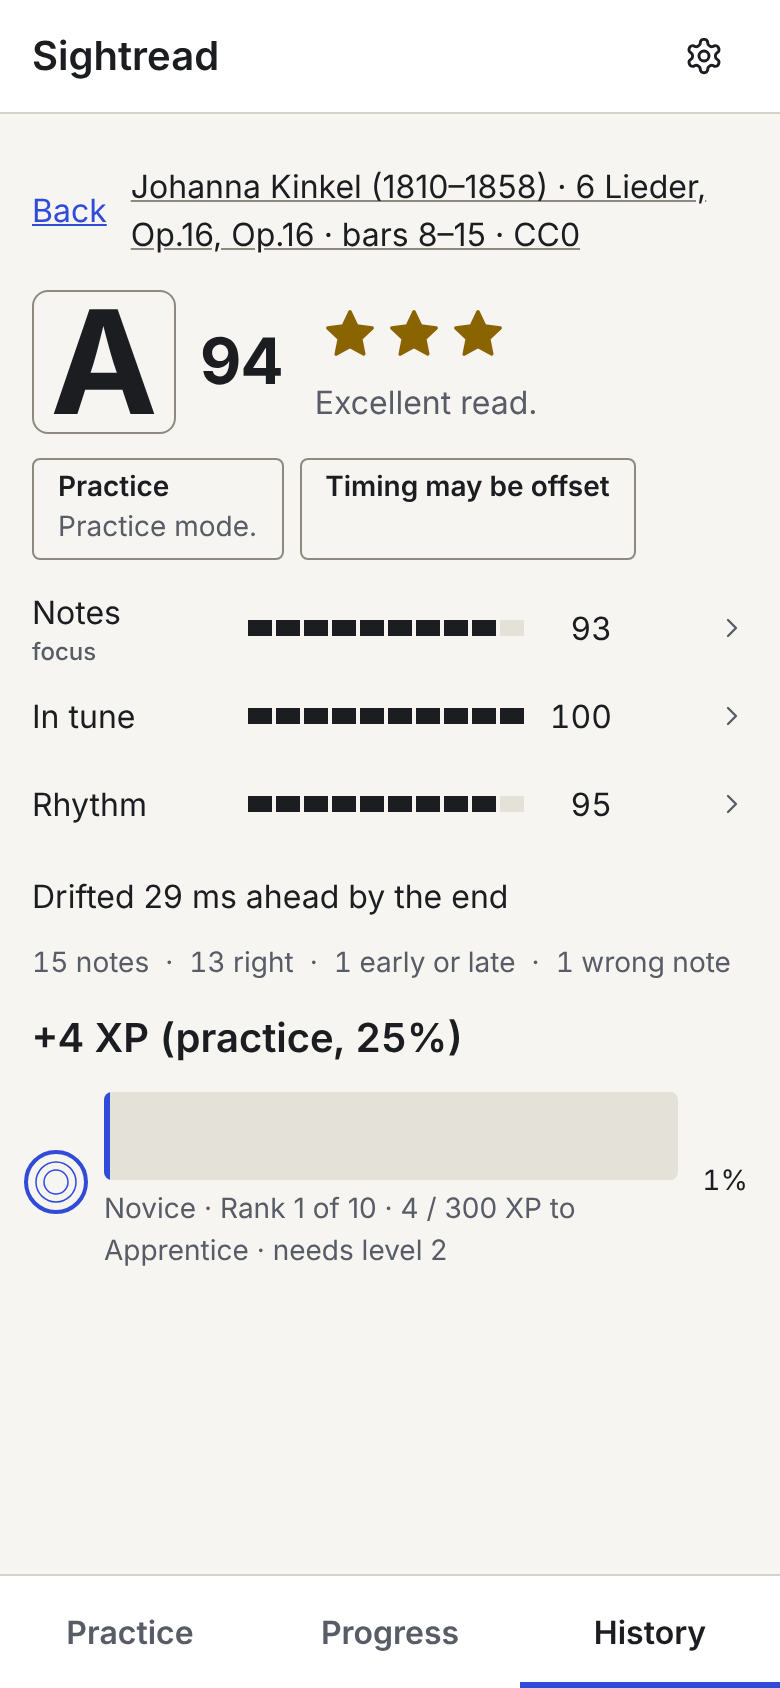 Sightread
Back
Johanna Kinkel (1810–1858) · 6 Lieder,
Op.16, Op.16 · bars 8–15 · CC0
A
94
Excellent read.
Practice
Practice mode.
Timing may be offset
Notes
focus
93
In tune
100
Rhythm
95
Drifted 29 ms ahead by the end
15 notes · 13 right · 1 early or late · 1 wrong note
+4 XP (practice, 25%)
1%
Novice · Rank 1 of 10 · 4 / 300 XP to
Apprentice · needs level 2
Practice
Progress
History